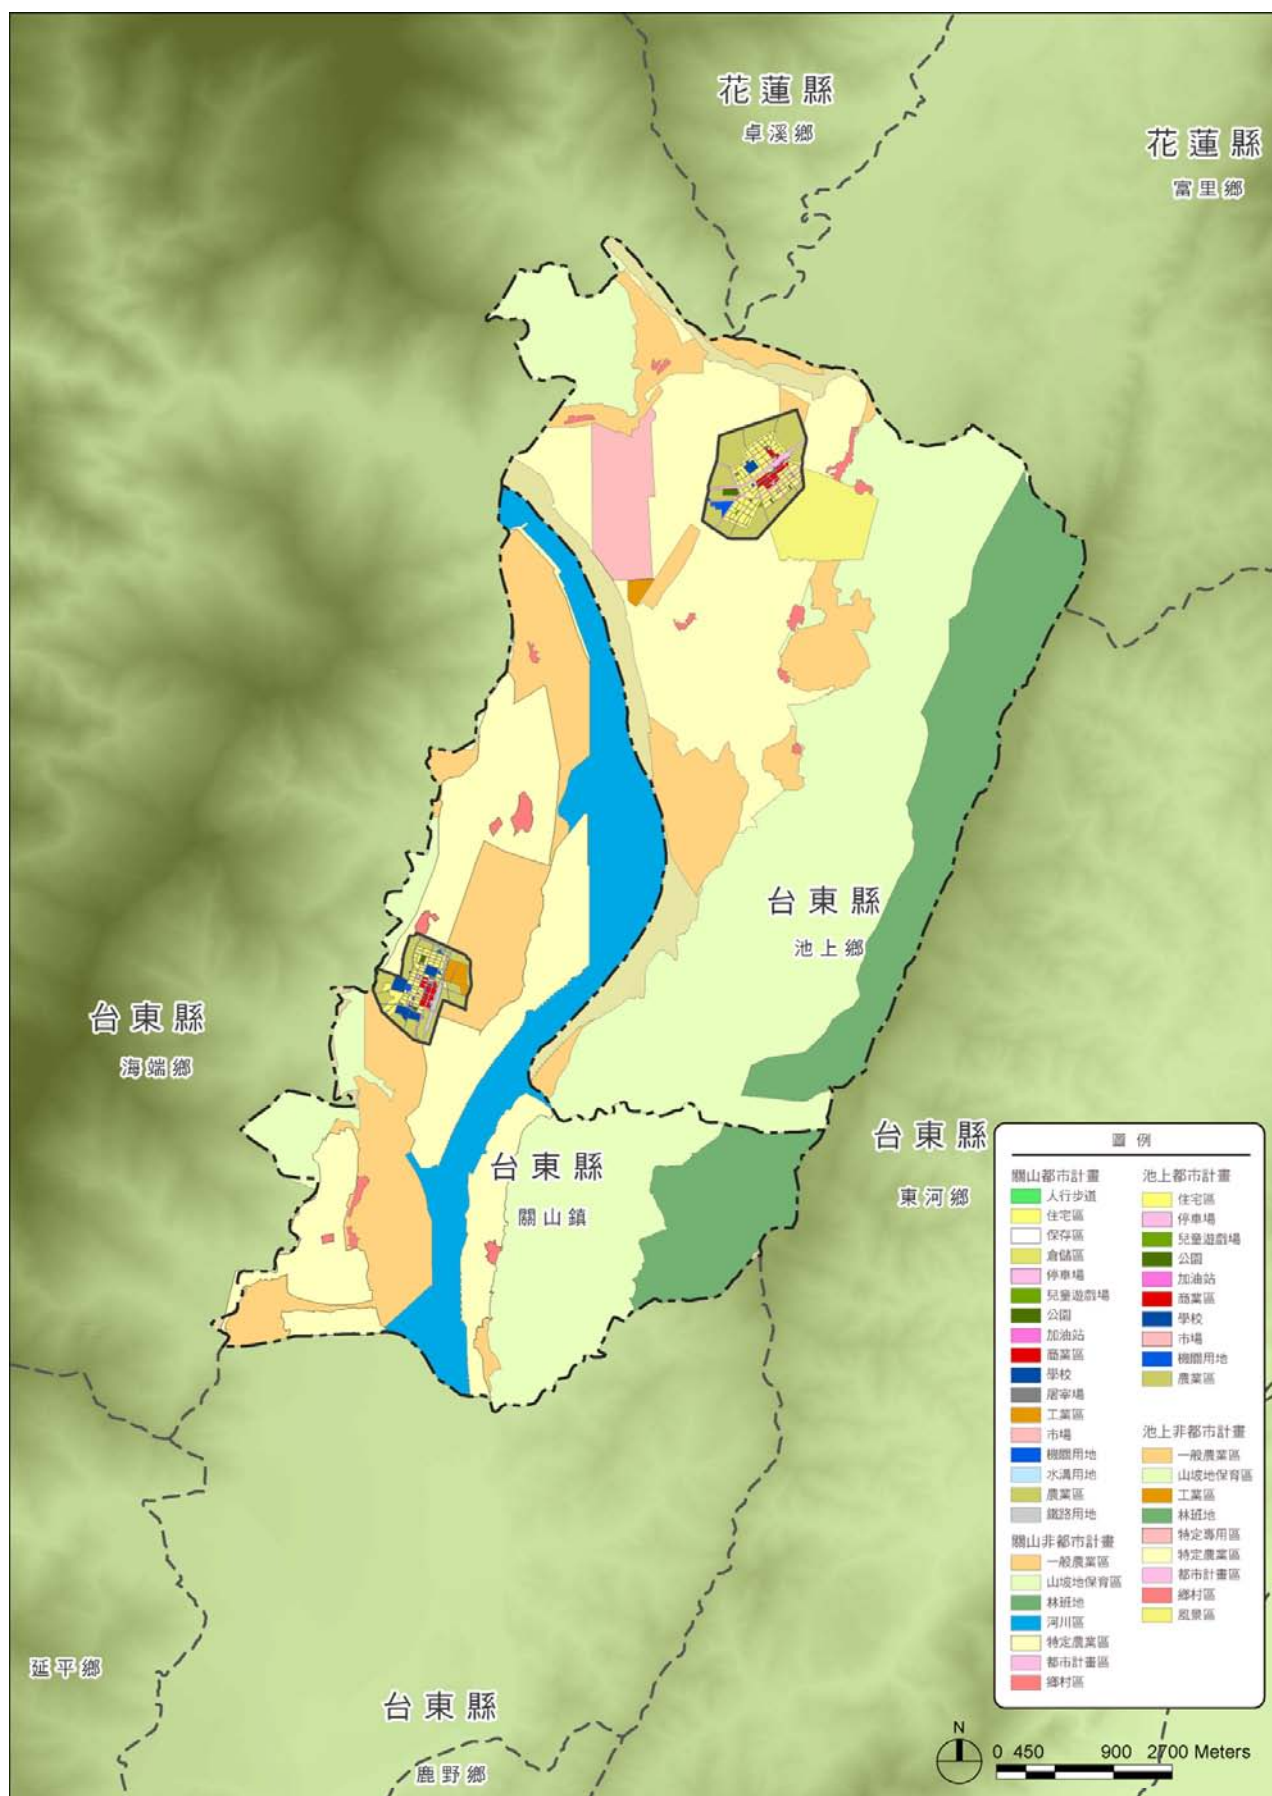 花蓮縣
卓溪鄉
花蓮縣
富里鄉
台東縣
池上鄉
台東縣
海端鄉
台東縣
關山鎮
台東縣
東河鄉
延平鄉
台東縣
鹿野鄉
圖例
關山都市計畫
人行步道
住宅區
保存區
倉儲區
停車場
兒童遊戲場
公園
加油站
商業區
學校
屠宰場
工業區
市場
機關用地
水溝用地
農業區
鐵路用地
關山非都市計畫
一般農業區
山坡地保育區
林班地
河川區
特定農業區
都市計畫區
鄉村區
池上都市計畫
住宅區
停車場
兒童遊戲場
公園
加油站
商業區
學校
市場
機關用地
農業區
池上非都市計畫
一般農業區
山坡地保育區
工業區
林班地
特定專用區
特定農業區
都市計畫區
鄉村區
風景區
N
0 450 900 2700 Meters